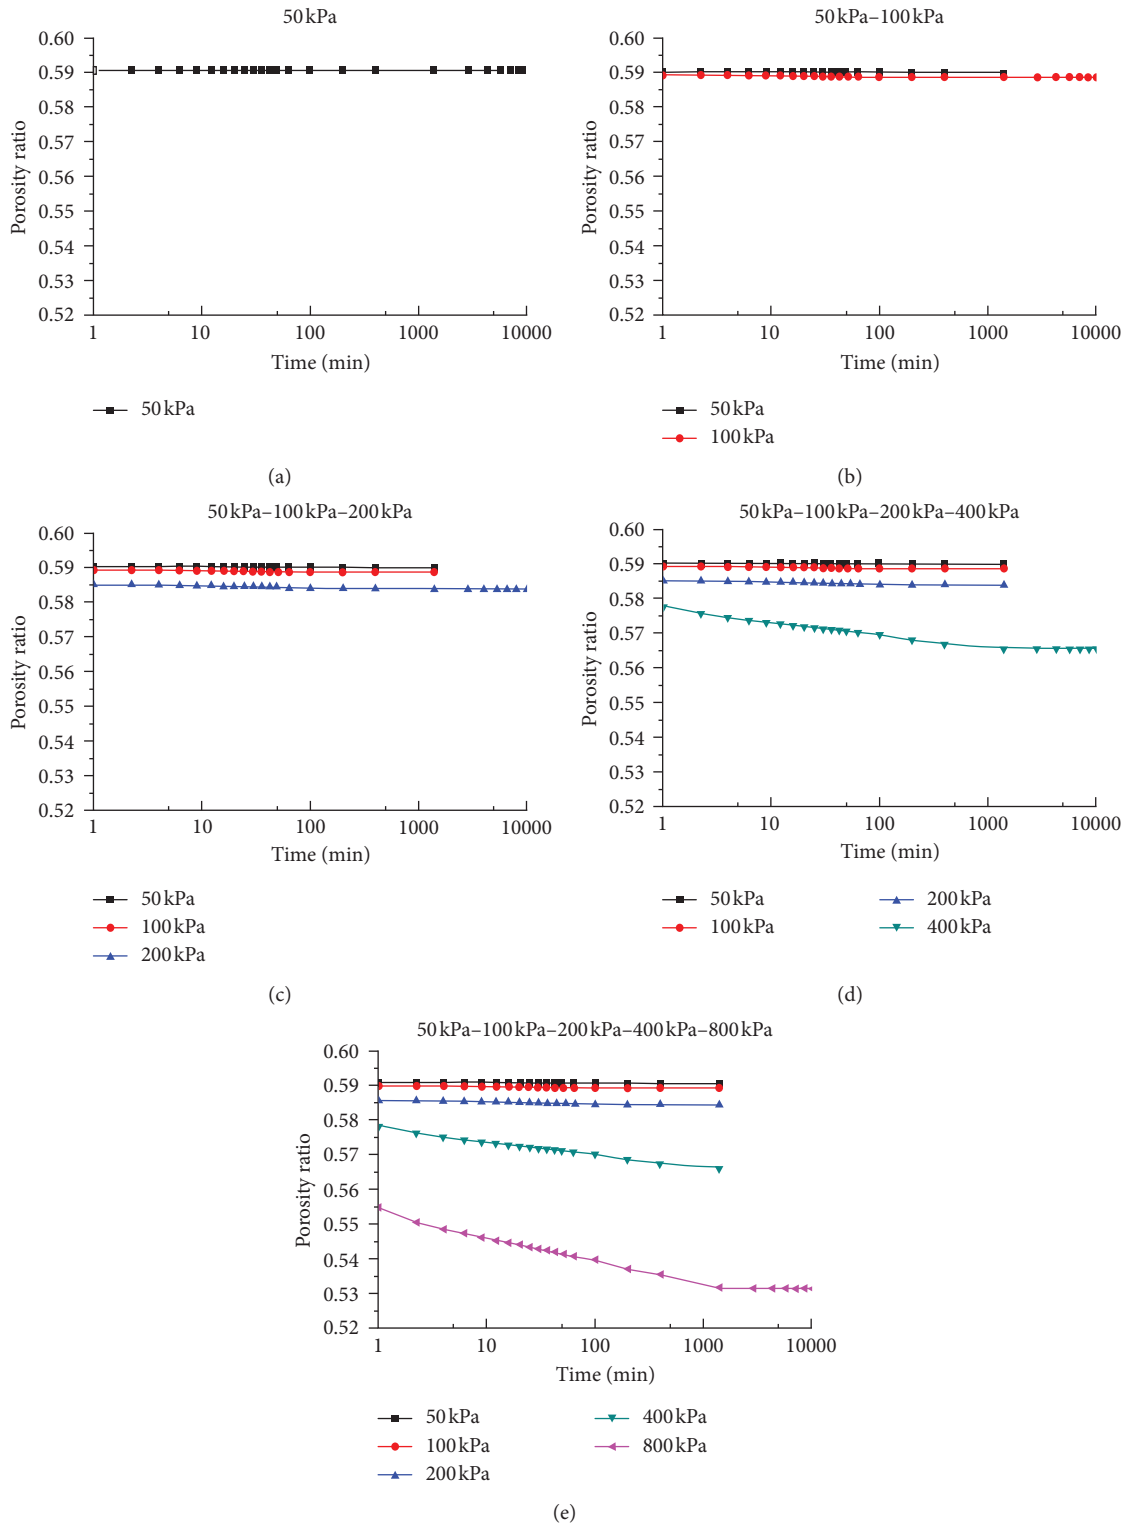 50 kPa
0.60
0.59
0.58
0.57
0.56
0.55
0.54
0.53
0.52
Porosity ratio
1 10 100 1000 10000
Time (min)
50 kPa
(a)
50 kPa–100 kPa
0.60
0.59
0.58
0.57
0.56
0.55
0.54
0.53
0.52
Porosity ratio
1 10 100 1000 10000
Time (min)
50 kPa
100 kPa
(b)
50 kPa–100 kPa–200 kPa
0.60
0.59
0.58
0.57
0.56
0.55
0.54
0.53
0.52
Porosity ratio
1 10 100 1000 10000
Time (min)
50 kPa
100 kPa
200 kPa
(c)
50 kPa–100 kPa–200 kPa–400 kPa
0.60
0.59
0.58
0.57
0.56
0.55
0.54
0.53
0.52
Porosity ratio
1 10 100 1000 10000
Time (min)
50 kPa 200 kPa
100 kPa 400 kPa
(d)
50 kPa–100 kPa–200 kPa–400 kPa–800 kPa
0.60
0.59
0.58
0.57
0.56
0.55
0.54
0.53
0.52
Porosity ratio
1 10 100 1000 10000
Time (min)
50 kPa 400 kPa
100 kPa 800 kPa
200 kPa
(e)